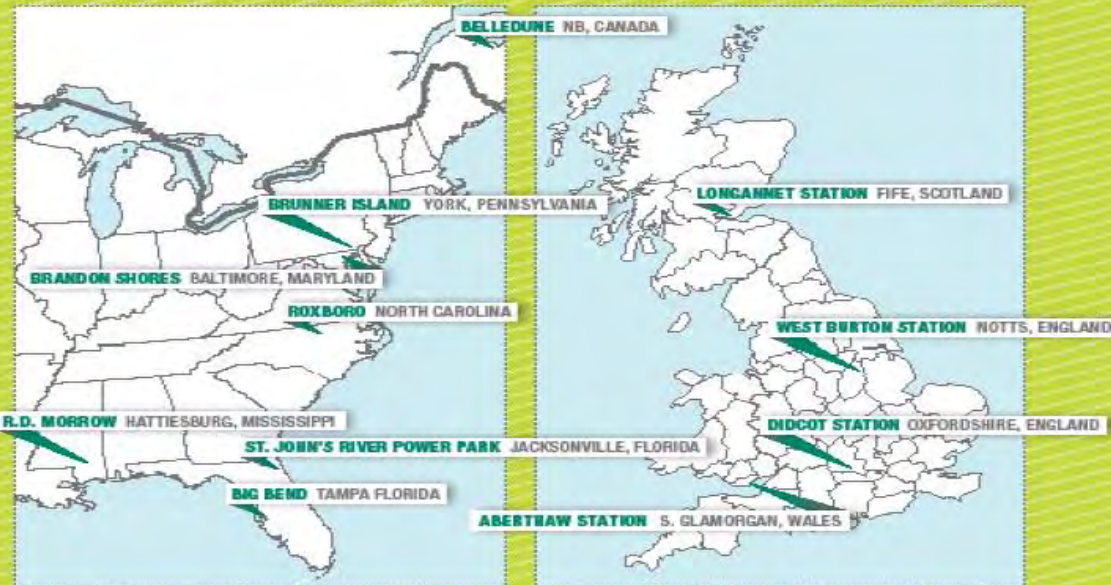 BELLEDUNE NB, CANADA
BRUNNER ISLAND YORK, PENNSYLVANIA
BRANDON SHORES BALTIMORE, MARYLAND
ROXBORO NORTH CAROLINA
R.D. MORROW HATTIESBURG, MISSISSIPPI
ST. JOHN'S RIVER POWER PARK JACKSONVILLE, FLORIDA
BIG BEND TAMPA FLORIDA
LONGANNET STATION FIFE, SCOTLAND
WEST BURTON STATION NOTTS, ENGLAND
DIDCOT STATION OXFORDSHIRE, ENGLAND
ABERTHAW STATION S. GLAMORGAN, WALES